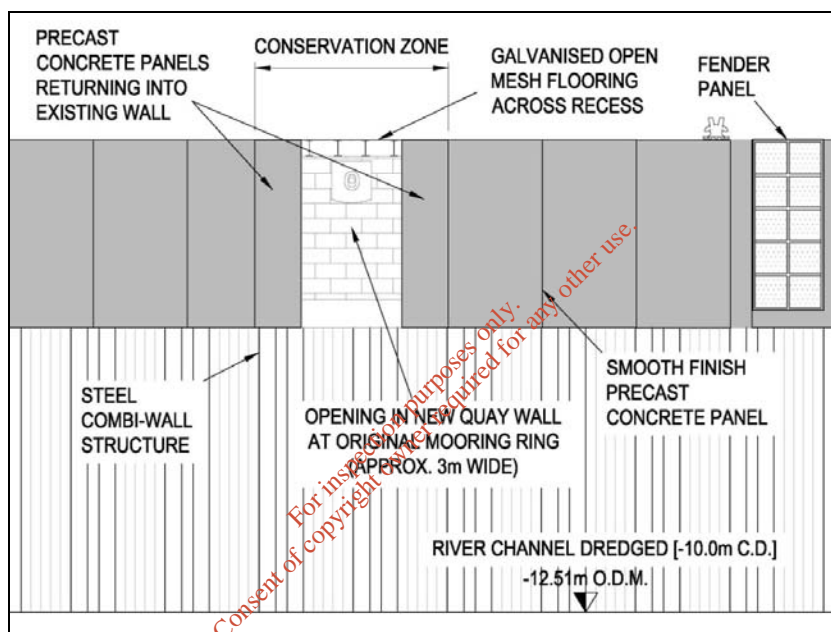 PRECAST
CONCRETE PANELS
RETURNING INTO
EXISTING WALL
CONSERVATION ZONE
GALVANISED OPEN
MESH FLOORING
ACROSS RECESS
FENDER
PANEL
STEEL
COMBI-WALL
STRUCTURE
OPENING IN NEW QUAY WALL
AT ORIGINAL MOORING RING
(APPROX. 3m WIDE)
SMOOTH FINISH
PRECAST
CONCRETE PANEL
RIVER CHANNEL DREDGED [-10.0m C.D.]
-12.51m O.D.M.
For inspection purposes only.
Consent of copyright owner required for any other use.